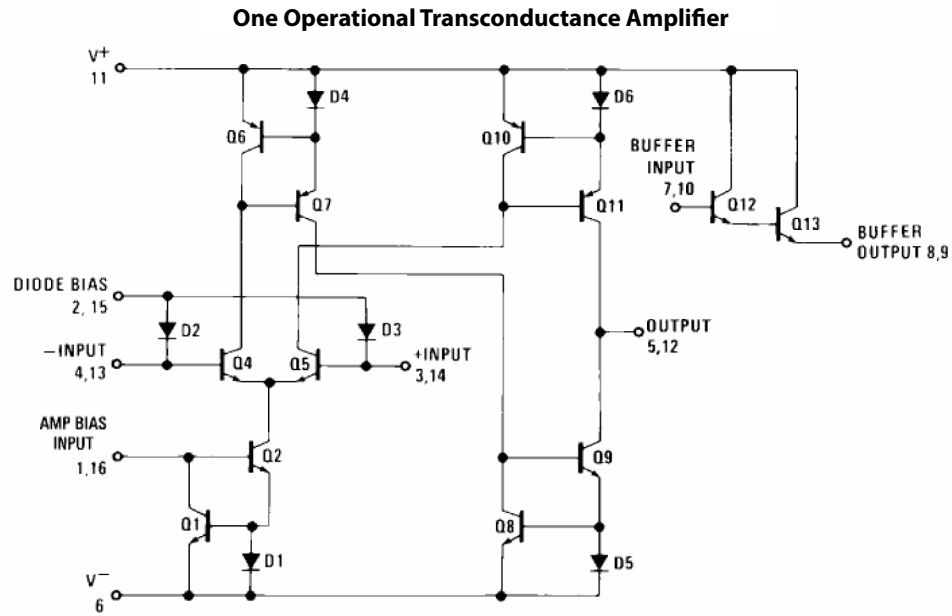 One Operational Transconductance Amplifier
V+
11
D4
D6
Q6
Q10
BUFFER
INPUT
7,10
Q7
Q11
Q12
Q13
BUFFER
OUTPUT 8,9
DIODE BIAS
2, 15
D2
D3
OUTPUT
5,12
−INPUT
4,13
Q4
Q5
+INPUT
3,14
AMP BIAS
INPUT
1,16
Q2
Q9
Q1
Q8
D1
D5
V−
6